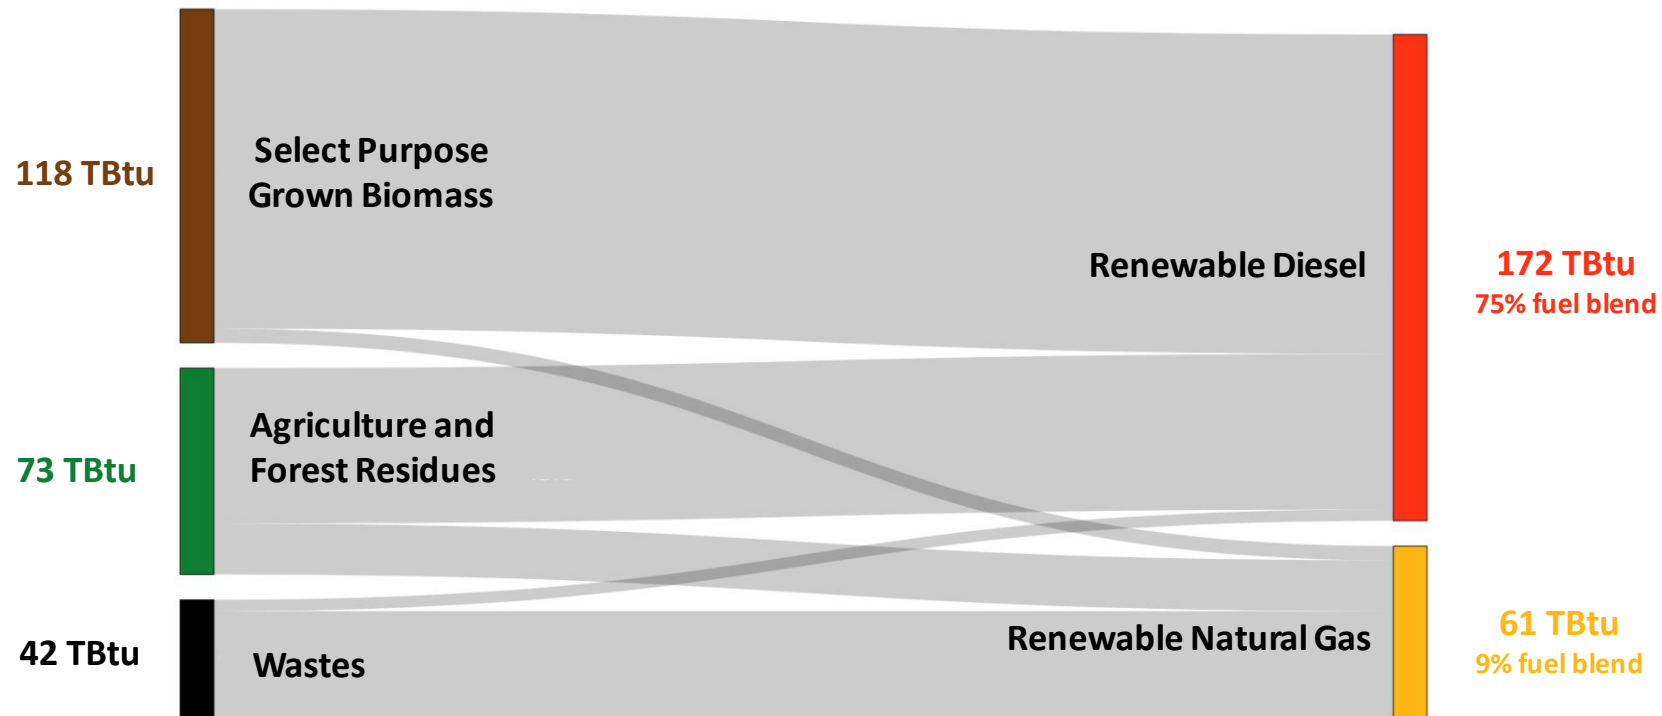 118 TBtu
Select Purpose
Grown Biomass
Renewable Diesel
172 TBtu
75% fuel blend
73 TBtu
Agriculture and
Forest Residues
42 TBtu
Wastes
Renewable Natural Gas
61 TBtu
9% fuel blend